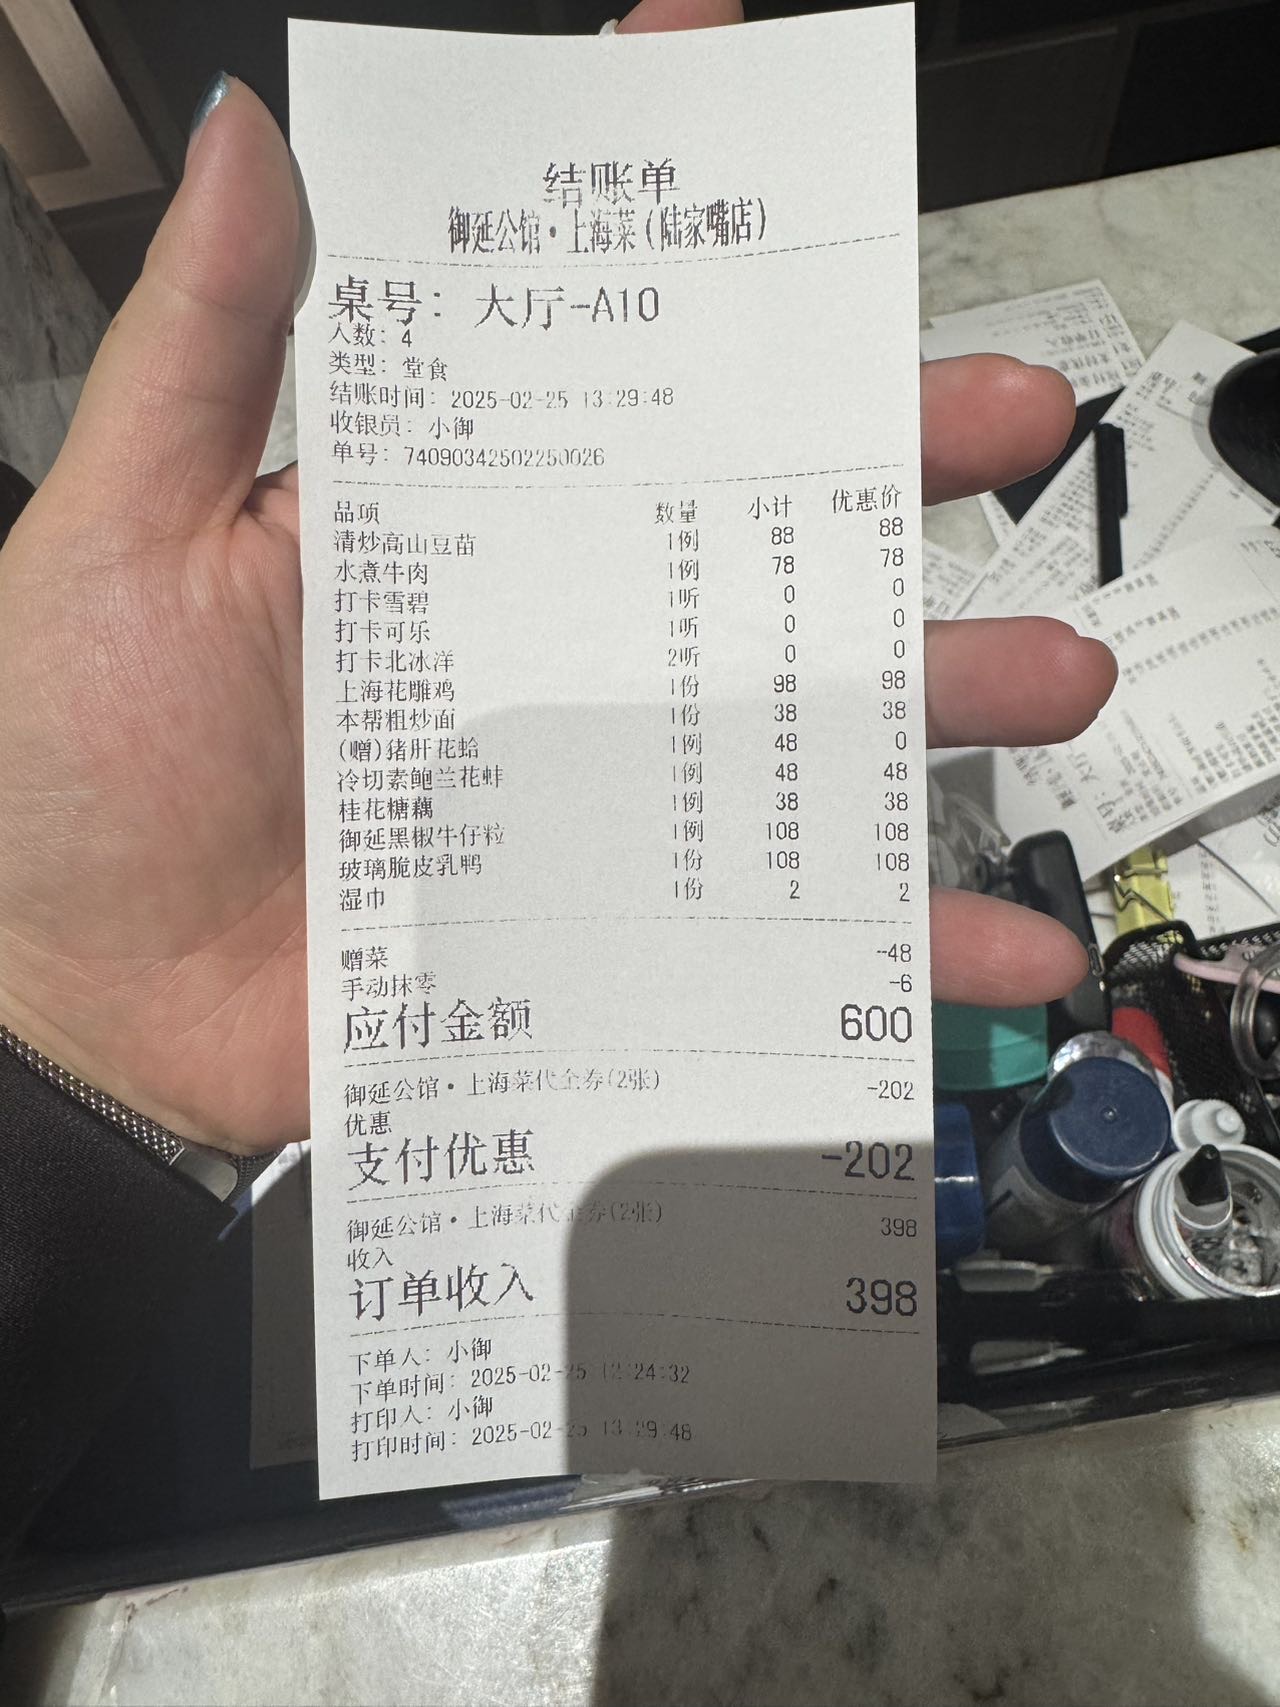 结账单
御延公馆·上海菜(陆家嘴店)
桌号: 大厅-A10
人数: 4
类型: 堂食
结账时间: 2025-02-25 13:29:48
收银员: 小御
单号: 74090342502250026
品项 数量 小计 优惠价
清炒高山豆苗 1例 88 88
水煮牛肉 1例 78 78
打卡雪碧 1听 0 0
打卡可乐 1听 0 0
打卡北冰洋 2听 0 0
上海花雕鸡 1份 98 98
本帮粗炒面 1份 38 38
(赠)猪肝花蛤 1例 48 0
冷切素鲍兰花蚌 1例 48 48
桂花糖藕 1例 38 38
御延黑椒牛仔粒 1例 108 108
玻璃脆皮乳鸭 1份 108 108
湿巾 1份 2 2
赠菜 -48
手动抹零 -6
应付金额 600
御延公馆·上海菜代金券(2张) -202
优惠
支付优惠 -202
御延公馆·上海菜代金券(2张) 398
收入
订单收入 398
下单人: 小御
下单时间: 2025-02-25 12:24:32
打印人: 小御
打印时间: 2025-02-25 13:29:48